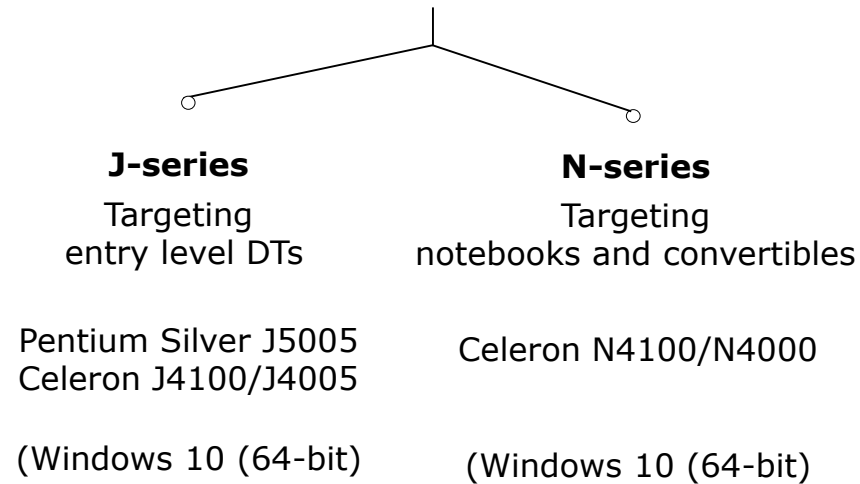 J-series
Targeting
entry level DTs
Pentium Silver J5005
Celeron J4100/J4005
(Windows 10 (64-bit)
N-series
Targeting
notebooks and convertibles
Celeron N4100/N4000
(Windows 10 (64-bit)